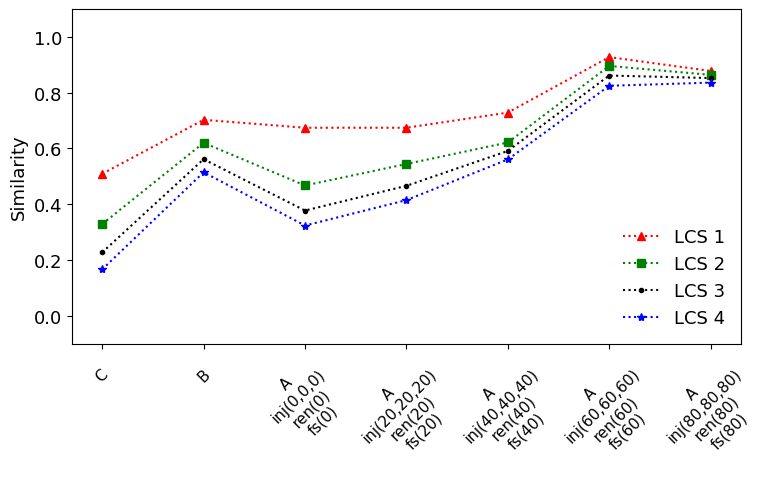 1.0
0.8
0.6
0.4
0.2
0.0
Similarity
LCS 1
LCS 2
LCS 3
LCS 4
C
B
A
inj(0,0,0)
ren(0)
fs(0)
A
inj(20,20,20)
ren(20)
fs(20)
A
inj(40,40,40)
ren(40)
fs(40)
A
inj(60,60,60)
ren(60)
fs(60)
A
inj(80,80,80)
ren(80)
fs(80)